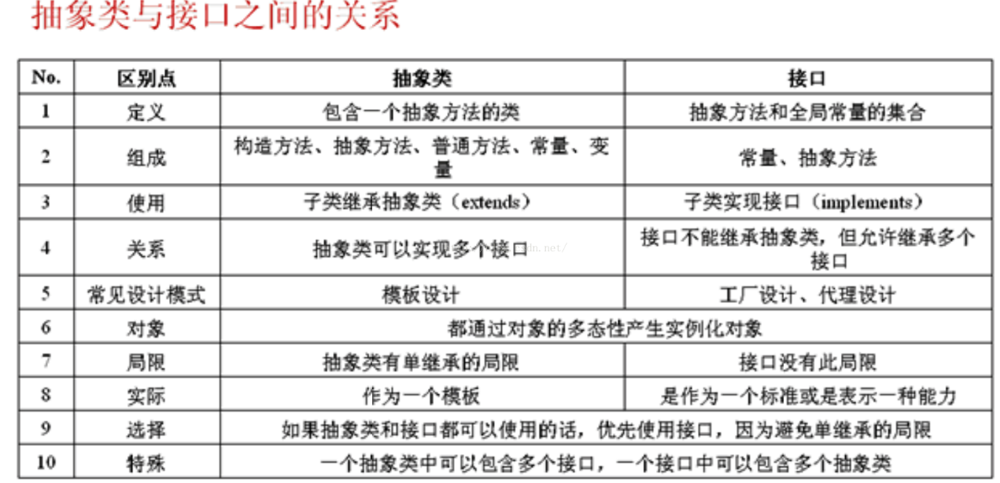 抽象类与接口之间的关系
No. 区别点 抽象类 接口
1 定义 包含一个抽象方法的类 抽象方法和全局常量的集合
2 组成 构造方法、抽象方法、普通方法、常量、变
量 常量、抽象方法
3 使用 子类继承抽象类（extends） 子类实现接口（implements）
4 关系 抽象类可以实现多个接口 接口不能继承抽象类，但允许继承多个
接口
5 常见设计模式 模板设计 工厂设计、代理设计
6 对象 都通过对象的多态性产生实例化对象
7 局限 抽象类有单继承的局限 接口没有此局限
8 实际 作为一个模板 是作为一个标准或是表示一种能力
9 选择 如果抽象类和接口都可以使用的话，优先使用接口，因为避免单继承的局限
10 特殊 一个抽象类中可以包含多个接口，一个接口中可以包含多个抽象类